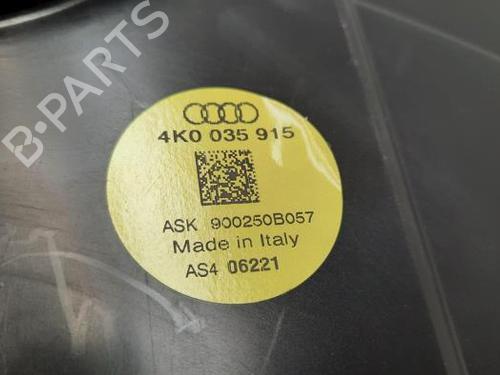 B-Parts
4K0 035 915
ASK 900250B057
Made in Italy
AS4 06221